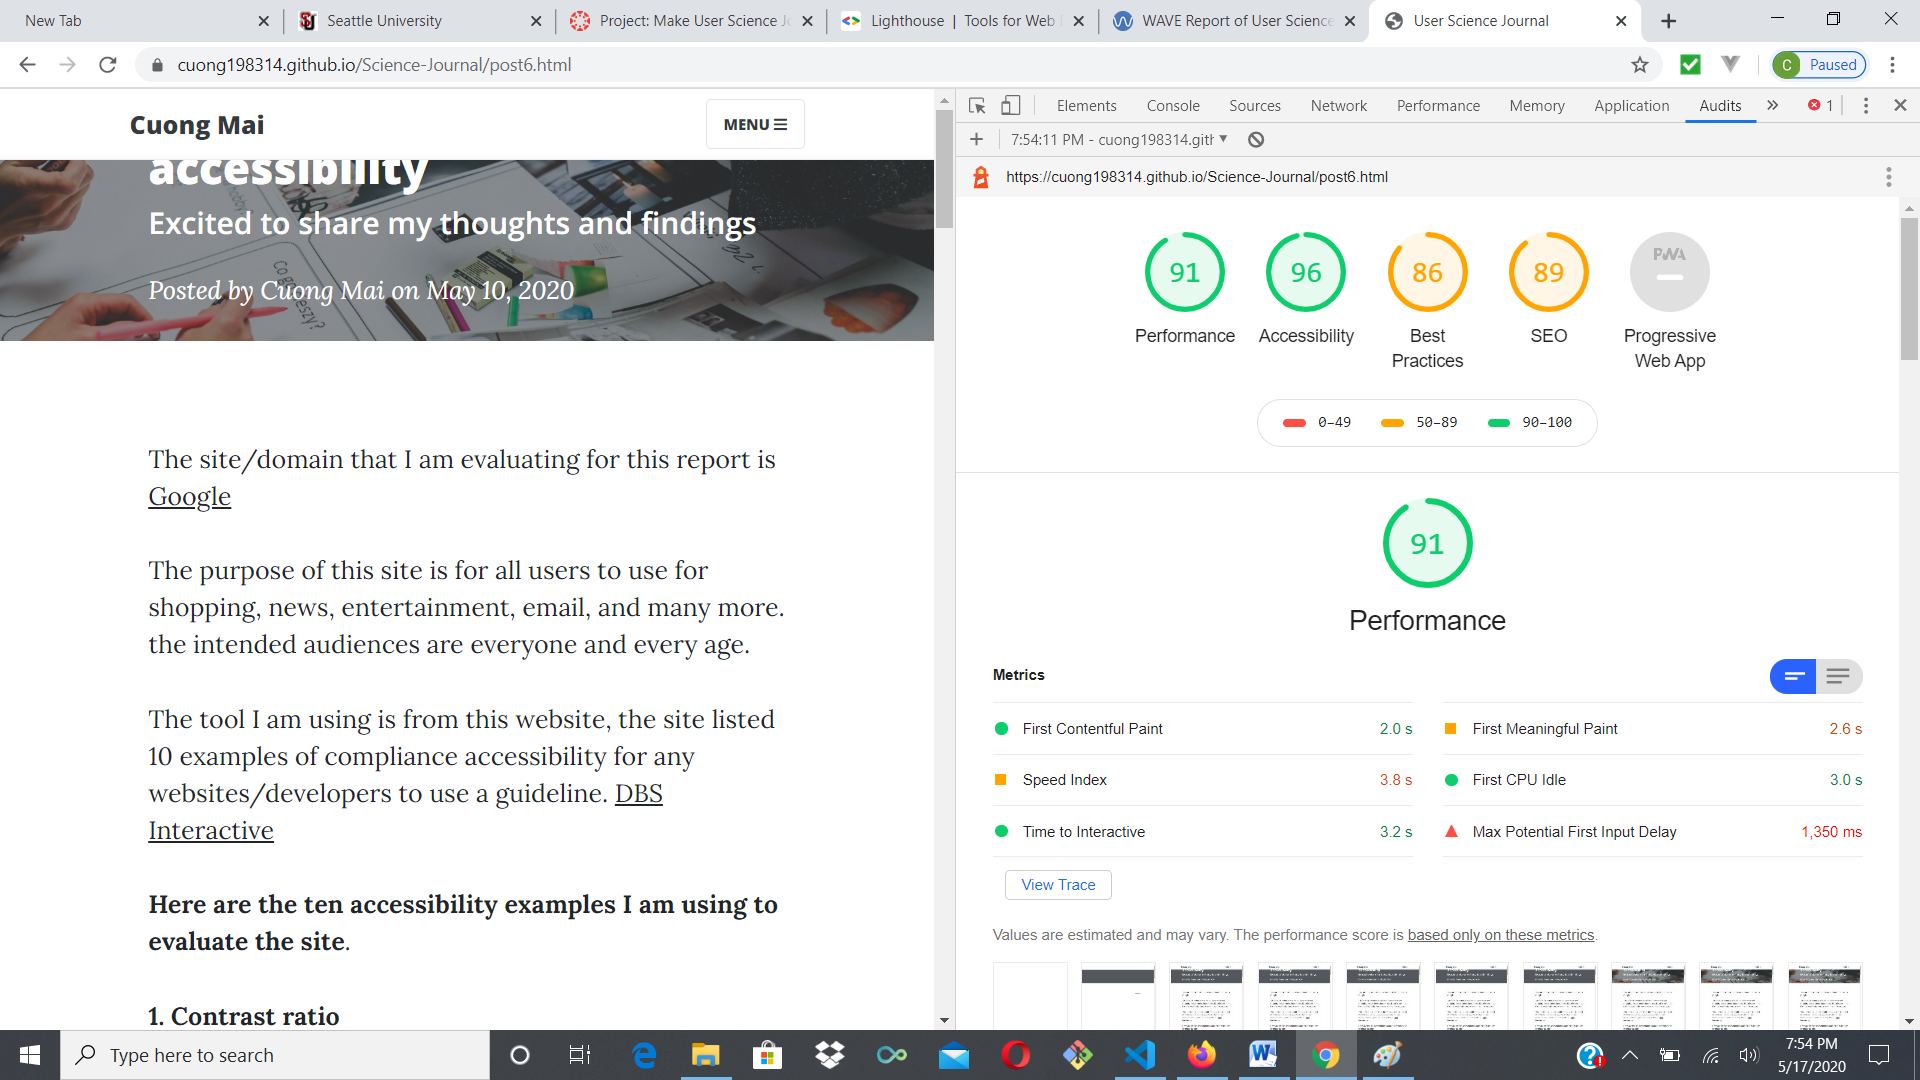 New Tab
Seattle University
Project: Make User Science Jo
Lighthouse | Tools for Web
WAVE Report of User Science
User Science Journal
cuong198314.github.io/Science-Journal/post6.html
C Paused
Cuong Mai
MENU
accessibility
Excited to share my thoughts and findings
Posted by Cuong Mai on May 10, 2020
The site/domain that I am evaluating for this report is
Google
The purpose of this site is for all users to use for
shopping, news, entertainment, email, and many more.
the intended audiences are everyone and every age.
The tool I am using is from this website, the site listed
10 examples of compliance accessibility for any
websites/developers to use a guideline. DBS
Interactive
Here are the ten accessibility examples I am using to
evaluate the site.
1. Contrast ratio
Elements Console Sources Network Performance Memory Application Audits » 1
7:54:11 PM - cuong198314.gith
https://cuong198314.github.io/Science-Journal/post6.html
91
Performance
96
Accessibility
86
Best
Practices
89
SEO
PWA
Progressive
Web App
0–49 50–89 90–100
91
Performance
Metrics
First Contentful Paint 2.0 s
First Meaningful Paint 2.6 s
Speed Index 3.8 s
First CPU Idle 3.0 s
Time to Interactive 3.2 s
Max Potential First Input Delay 1,350 ms
View Trace
Values are estimated and may vary. The performance score is based only on these metrics.
Type here to search
7:54 PM
5/17/2020